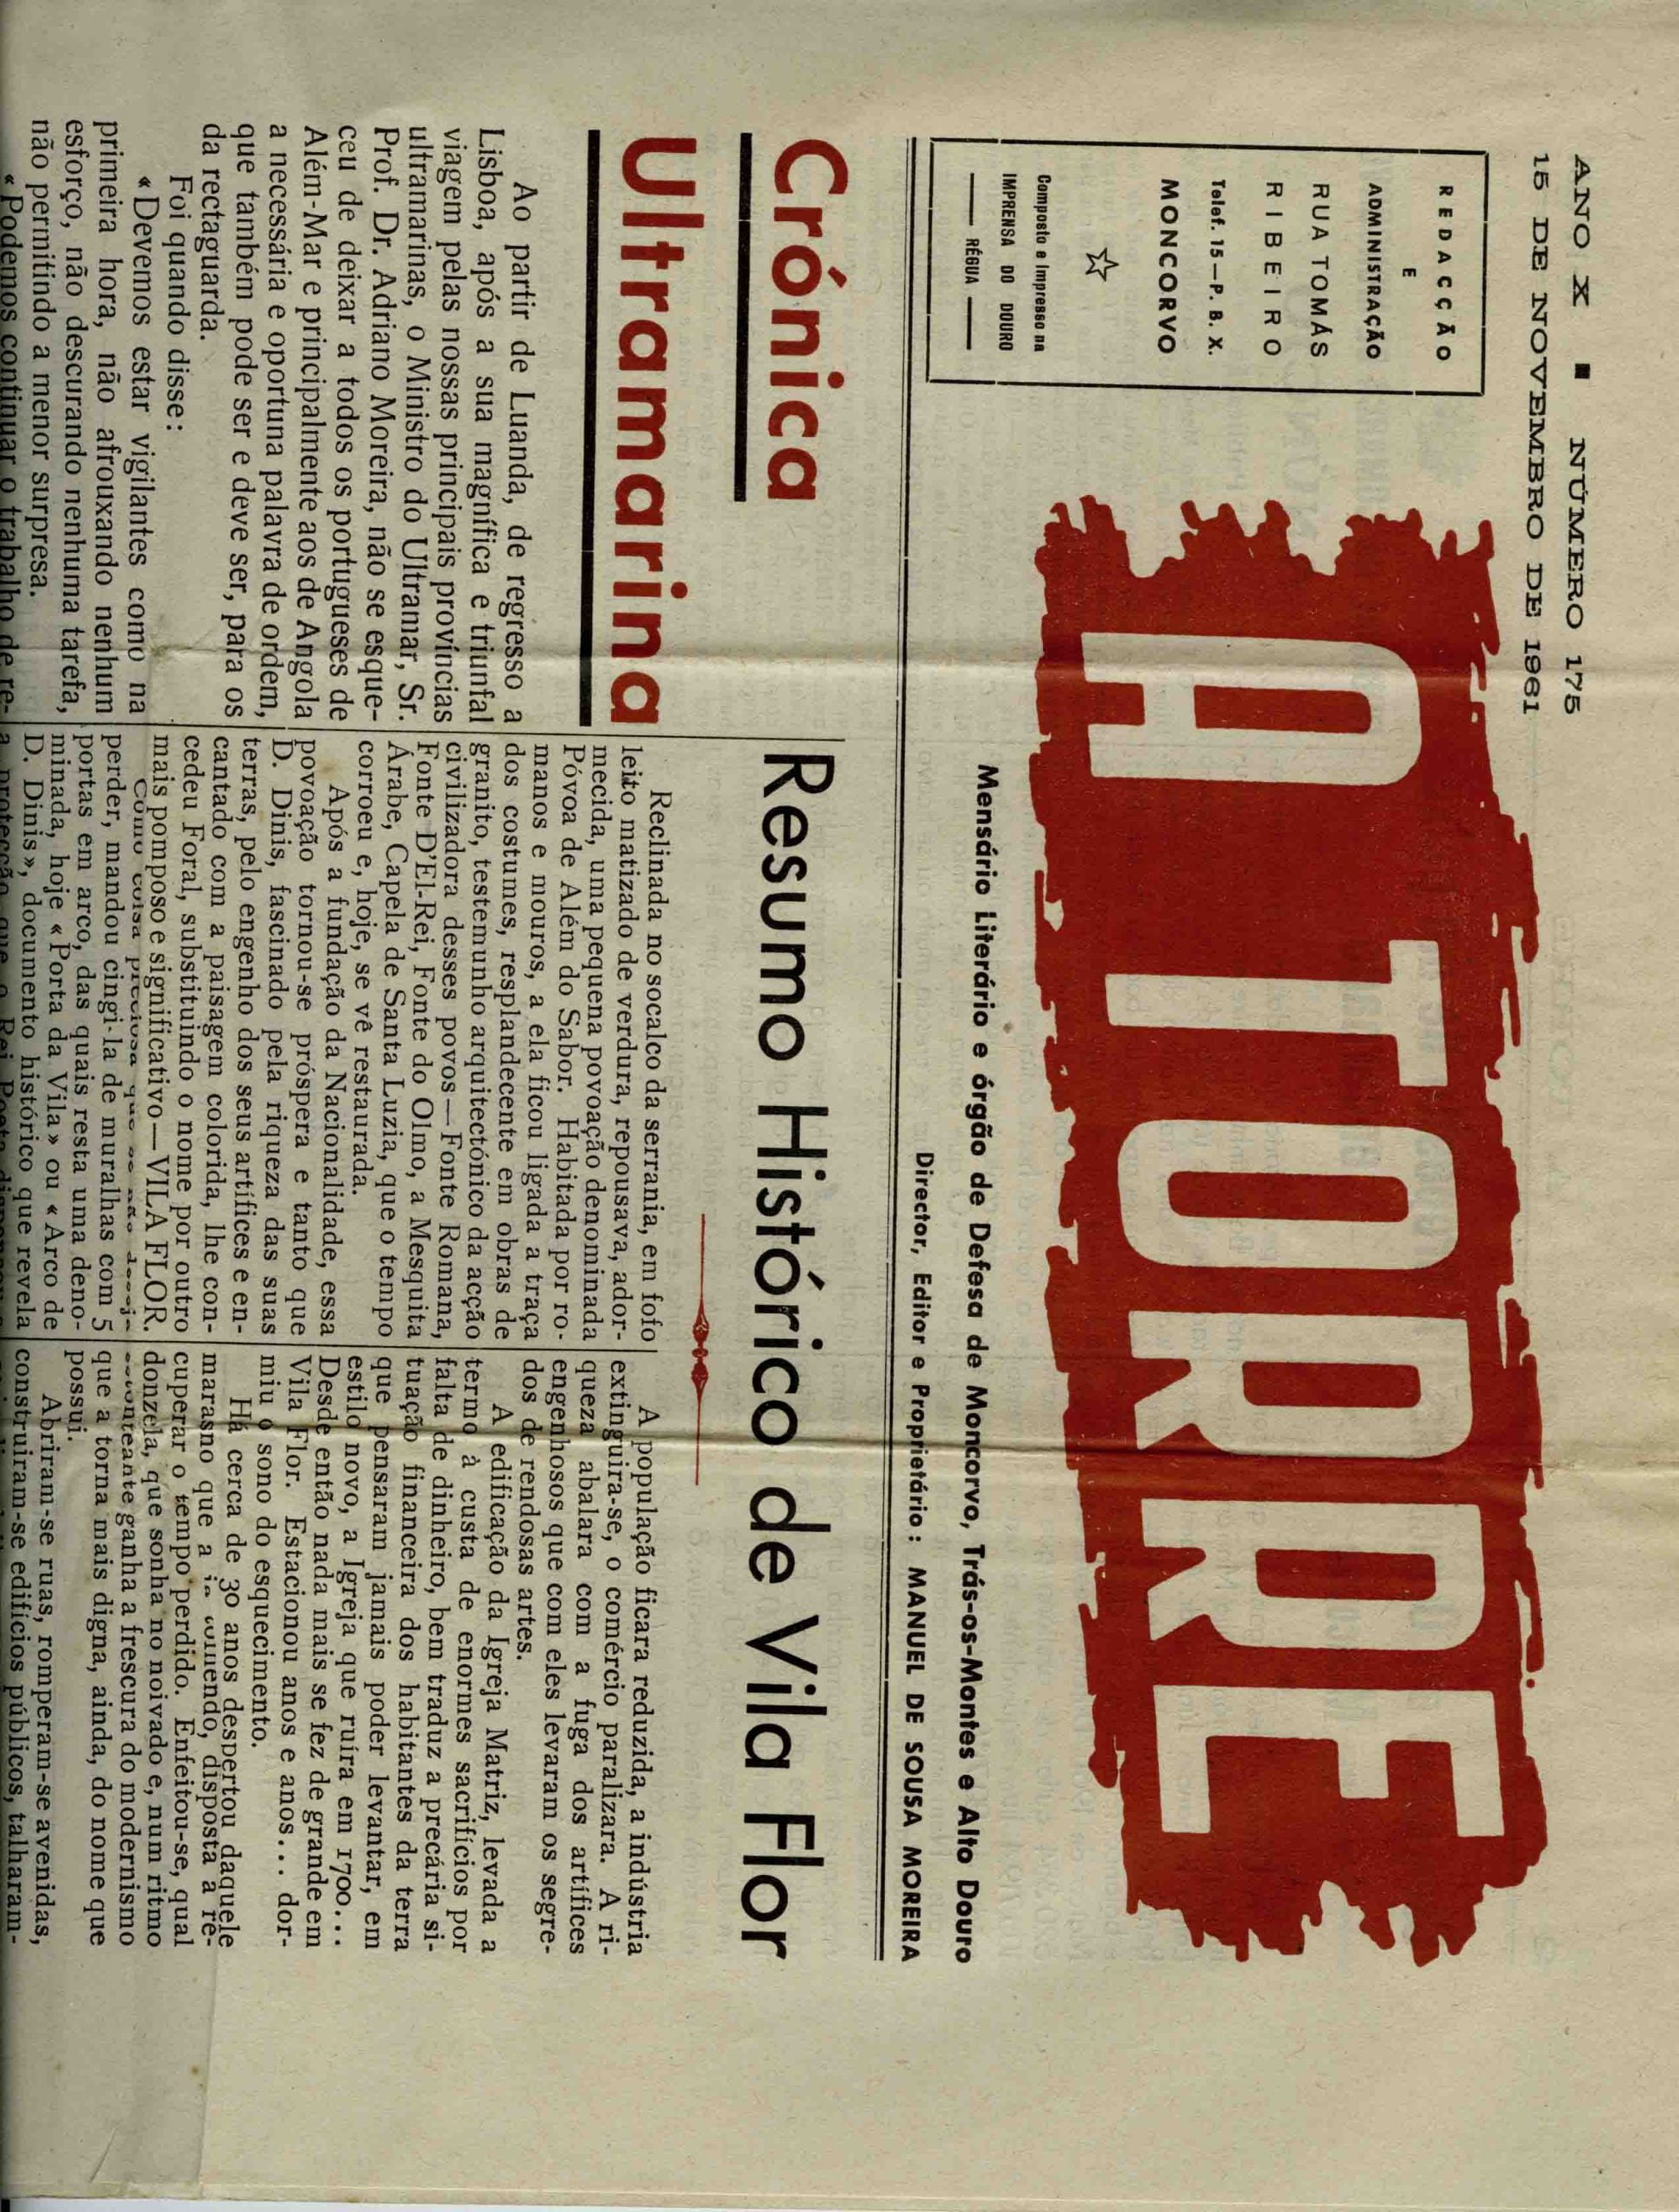 ANO X ■ NÚMERO 175
15 DE NOVEMBRO DE 1961
REDACÇÃO
E
ADMINISTRAÇÃO
RUA TOMÁS
RIBEIRO
Telef. 15—P. B. X.
MONCORVO
Composto e Impresso na
IMPRENSA DO DOURO
— RÉGUA —
A TORRE
Mensário Literário e órgão de Defesa de Moncorvo, Trás-os-Montes e Alto Douro
Director, Editor e Proprietário: MANUEL DE SOUSA MOREIRA
Crónica
Ultramarina
Ao partir de Luanda, de regresso a
Lisboa, após a sua magnífica e triunfal
viagem pelas nossas principais províncias
ultramarinas, o Ministro do Ultramar, Sr.
Prof. Dr. Adriano Moreira, não se esque-
ceu de deixar a todos os portugueses de
Além-Mar e principalmente aos de Angola
a necessária e oportuna palavra de ordem,
que também pode ser e deve ser, para os
da rectaguarda.
Foi quando disse:
«Devemos estar vigilantes como na
primeira hora, não afrouxando nenhum
esforço, não descurando nenhuma tarefa,
não permitindo a menor surpresa.
«Podemos continuar o trabalho de re-
Resumo Histórico de Vila Flor
Reclinada no socalco da serrania, em fofo
leito matizado de verdura, repousava, ador-
mecida, uma pequena povoação denominada
Póvoa de Além do Sabor. Habitada por ro-
manos e mouros, a ela ficou ligada a traça
dos costumes, resplandecente em obras de
granito, testemunho arquitectónico da acção
civilizadora desses povos—Fonte Romana,
Fonte D'El-Rei, Fonte do Olmo, a Mesquita
Árabe, Capela de Santa Luzia, que o tempo
corroeu e, hoje, se vê restaurada.
Após a fundação da Nacionalidade, essa
povoação tornou-se próspera e tanto que
D. Dinis, fascinado pela riqueza das suas
terras, pelo engenho dos seus artífices e en-
cantado com a paisagem colorida, lhe con-
cedeu Foral, substituindo o nome por outro
mais pomposo e significativo—VILA FLOR.
Como coisa preciosa que se não
perder, mandou cingi-la de muralhas com 5
portas em arco, das quais resta uma deno-
minada, hoje «Porta da Vila» ou «Arco de
D. Dinis», documento histórico que revela
a protecção que o Rei Poeta
A população ficara reduzida, a indústria
extinguira-se, o comércio paralizara. A ri-
queza abalara com a fuga dos artífices
engenhosos que com eles levaram os segre-
dos de rendosas artes.
A edificação da Igreja Matriz, levada a
termo à custa de enormes sacrifícios por
falta de dinheiro, bem traduz a precária si-
tuação financeira dos habitantes da terra
que pensaram jamais poder levantar, em
estilo novo, a Igreja que ruíra em 1700...
Desde então nada mais se fez de grande em
Vila Flor. Estacionou anos e anos... dor-
miu o sono do esquecimento.
Há cerca de 30 anos despertou daquele
marasno que a ia disposta a re-
cuperar o tempo perdido. Enfeitou-se, qual
donzela, que sonha no noivado e, num ritmo
ganha a frescura do modernismo
que a torna mais digna, ainda, do nome que
possui.
Abriram-se ruas, romperam-se avenidas,
construiram-se edifícios públicos, talharam-